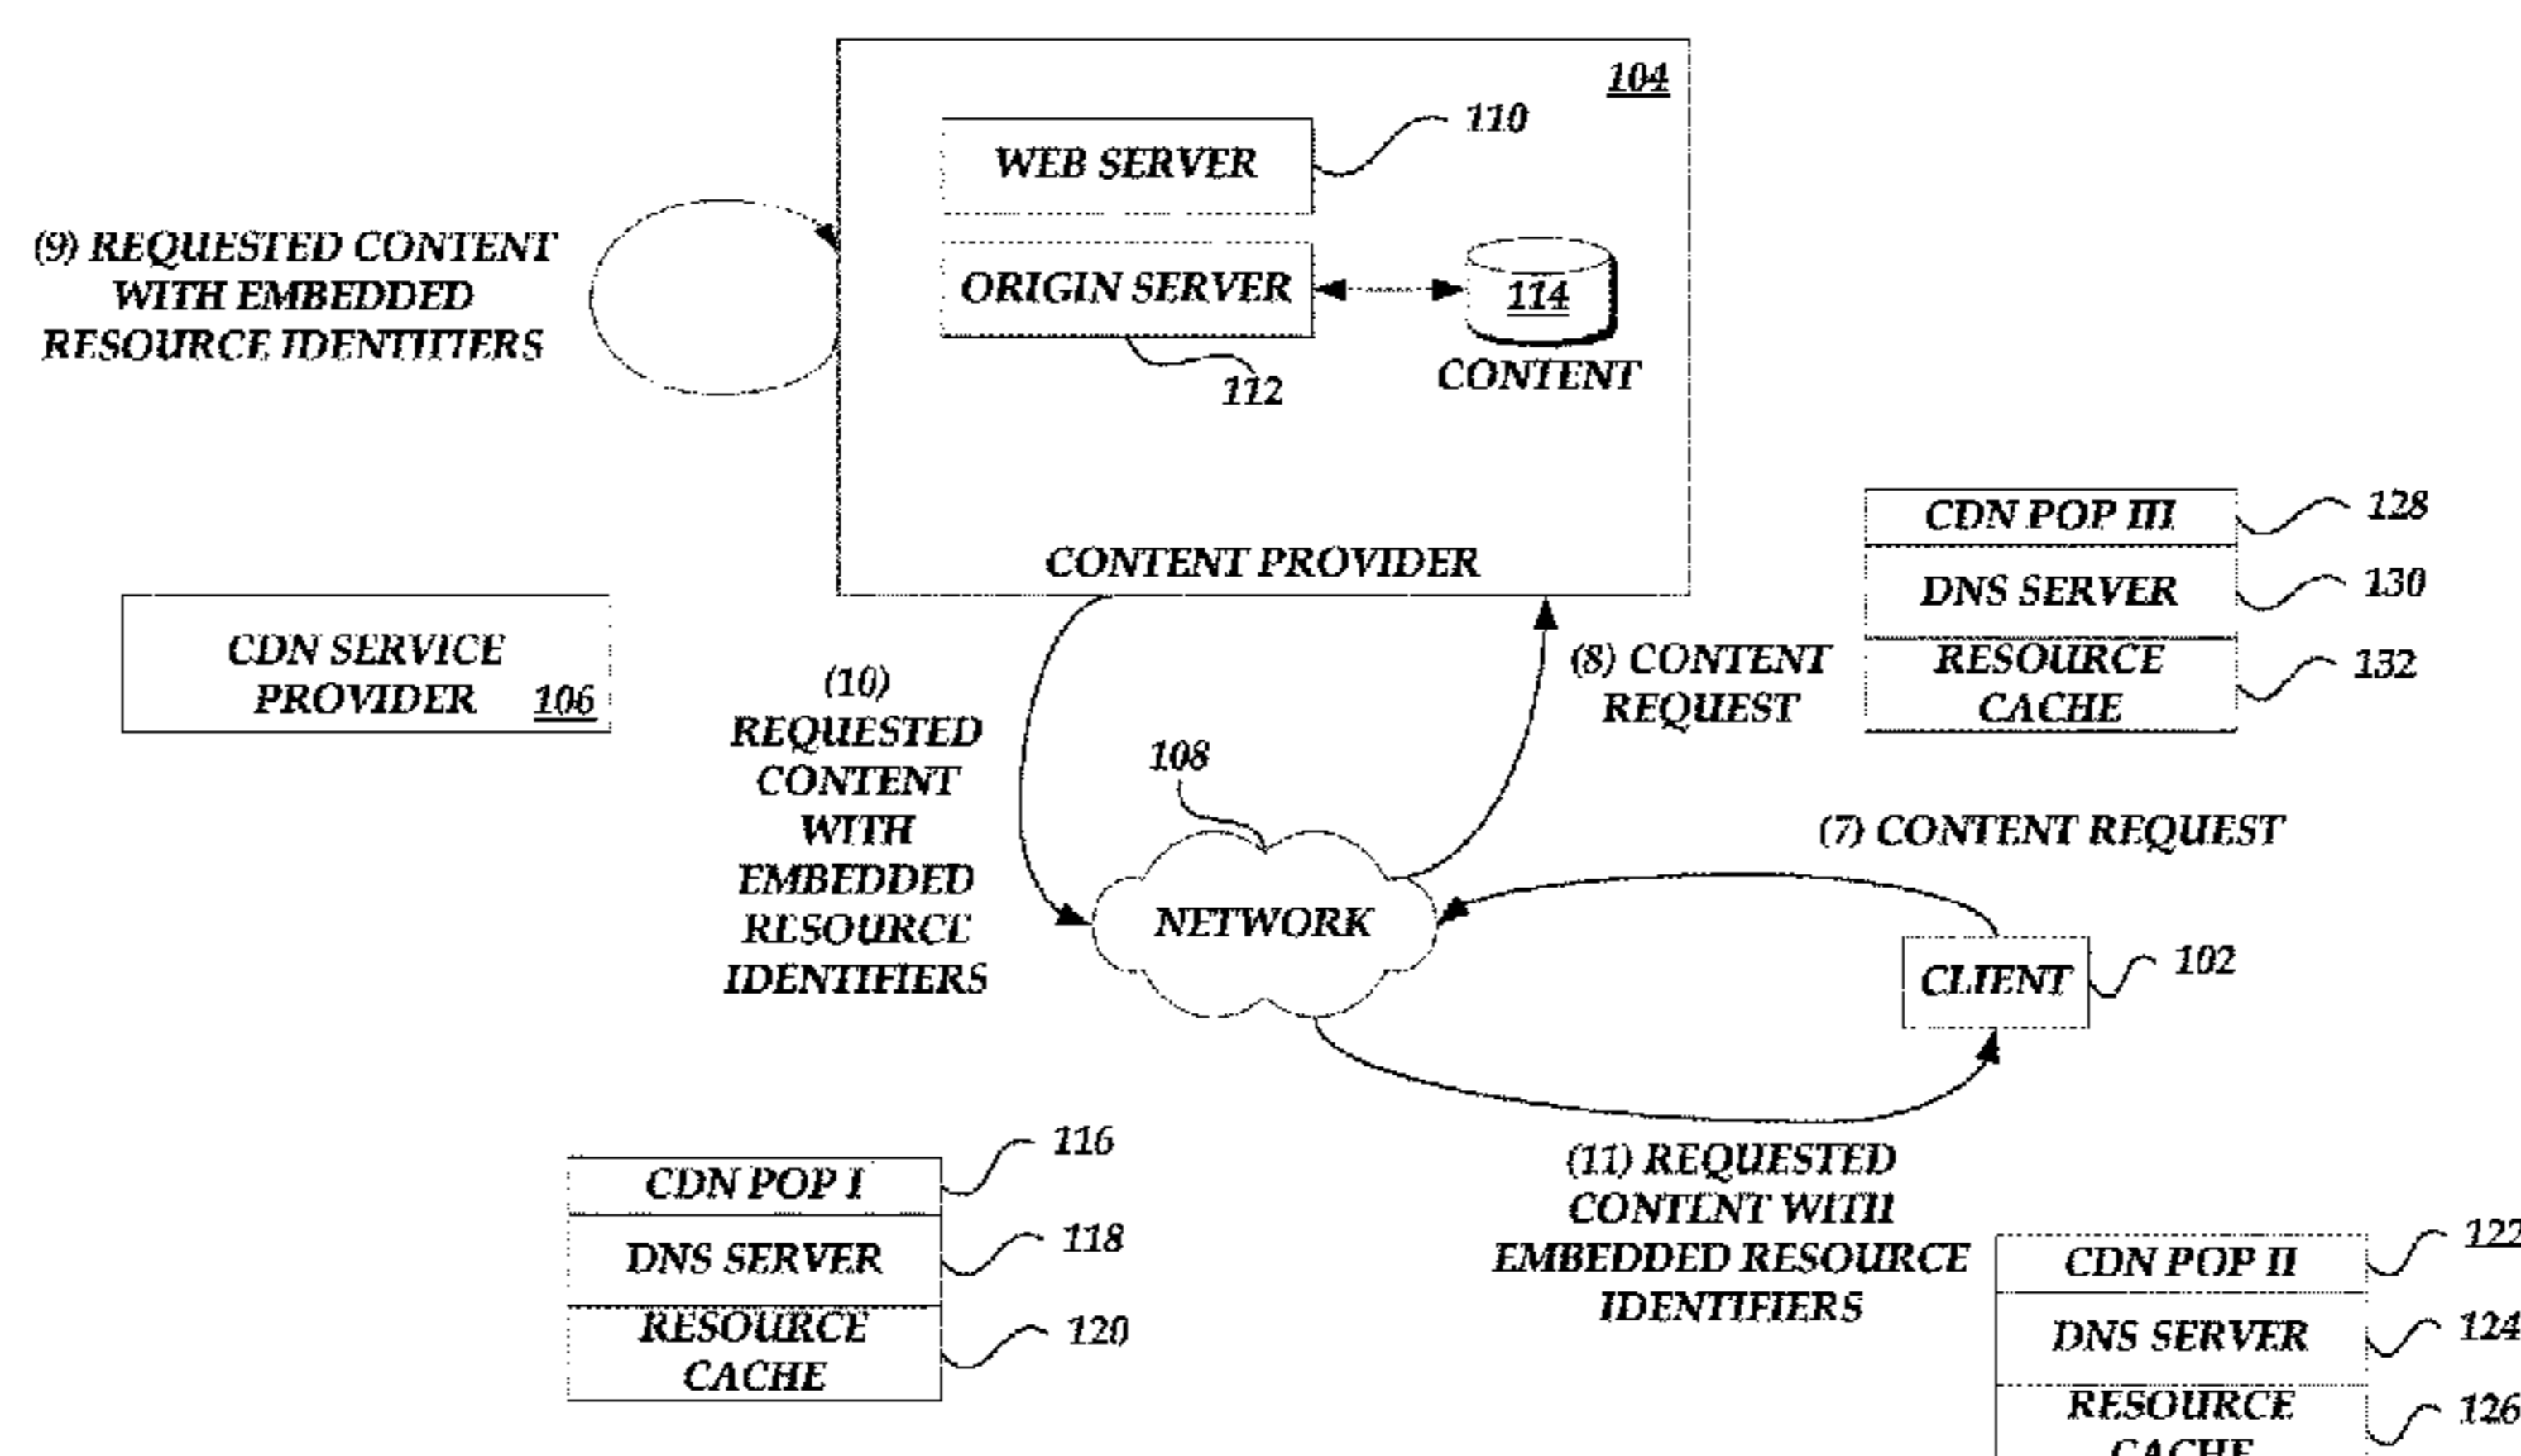 104
WEB SERVER
110
(9) REQUESTED CONTENT
WITH EMBEDDED
RESOURCE IDENTIFIERS
ORIGIN SERVER
114
112
CONTENT
CONTENT PROVIDER
CDN POP III
128
DNS SERVER
130
RESOURCE
CACHE
132
CDN SERVICE
PROVIDER 106
(8) CONTENT
REQUEST
(10)
REQUESTED
CONTENT
WITH
EMBEDDED
RESOURCE
IDENTIFIERS
108
NETWORK
(7) CONTENT REQUEST
CLIENT
102
(11) REQUESTED
CONTENT WITH
EMBEDDED RESOURCE
IDENTIFIERS
CDN POP I
116
DNS SERVER
118
RESOURCE
CACHE
120
CDN POP II
122
DNS SERVER
124
RESOURCE
CACHE
126